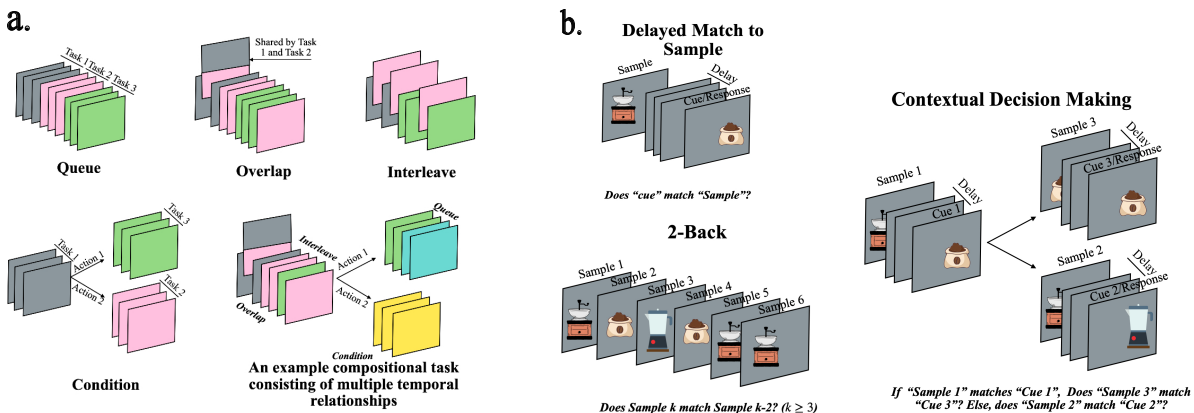 a.
Task 1
Task 2
Task 3
Queue
Shared by Task
1 and Task 2
Overlap
Interleave
Task 1
Action 1
Action 2
Task 3
Task 2
Condition
Interleave
Overlap
Action 1
Action 2
Queue
Condition
An example compositional task
consisting of multiple temporal
relationships
b.
Delayed Match to
Sample
Sample
Delay
Cue/Response
Does “cue” match “Sample”?
2-Back
Sample 1
Sample 2
Sample 3
Sample 4
Sample 5
Sample 6
Does Sample k match Sample k-2? (k ≥ 3)
Contextual Decision Making
Sample 1
Delay
Cue 1
Sample 3
Delay
Cue 3/Response
Sample 2
Delay
Cue 2/Response
If “Sample 1” matches “Cue 1”, Does “Sample 3” match
“Cue 3”? Else, does “Sample 2” match “Cue 2”?